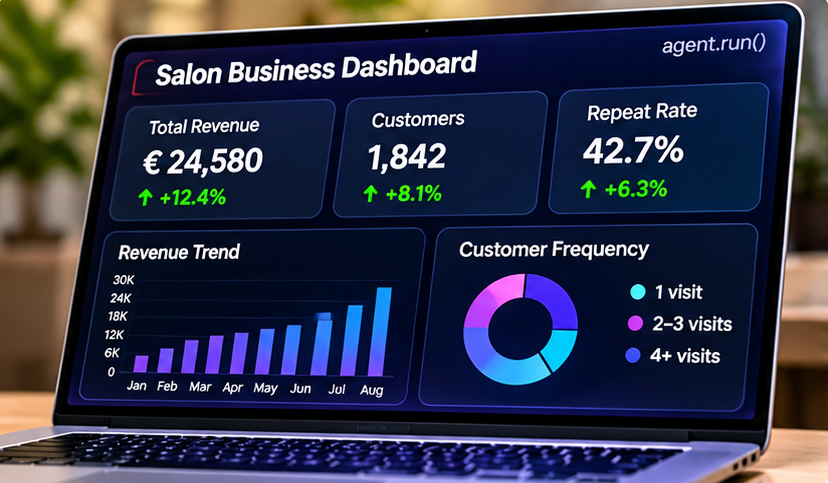 Salon Business Dashboard
agent.run()
Total Revenue
€ 24,580
↑ +12.4%
Customers
1,842
↑ +8.1%
Repeat Rate
42.7%
↑ +6.3%
Revenue Trend
30K
24K
18K
12K
6K
0
Jan Feb Mar Apr May Jun Jul Aug
Customer Frequency
1 visit
2–3 visits
4+ visits